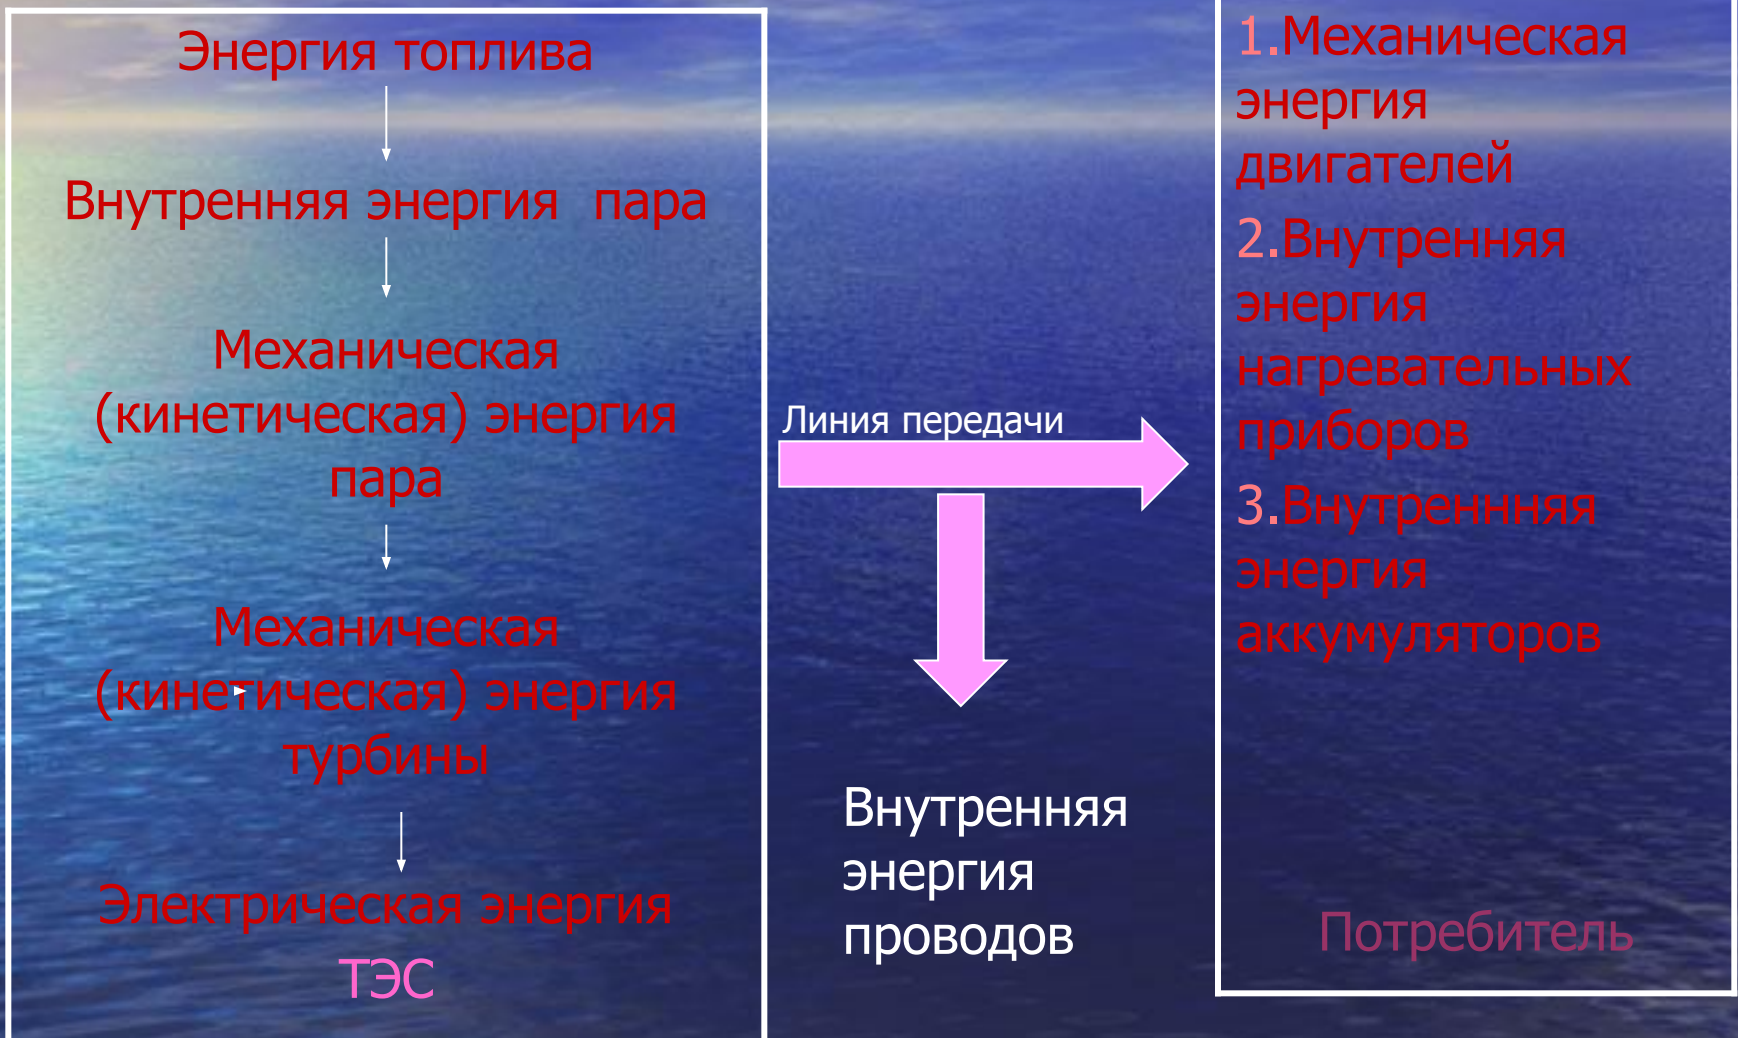 Энергия топлива
Внутренняя энергия пара
Механическая
(кинетическая) энергия
пара
Механическая
(кинетическая) энергия
турбины
Электрическая энергия
ТЭС
Линия передачи
Внутренняя
энергия
проводов
1.Механическая
энергия
двигателей
2.Внутренняя
энергия
нагревательных
приборов
3.Внутреннняя
энергия
аккумуляторов
Потребитель